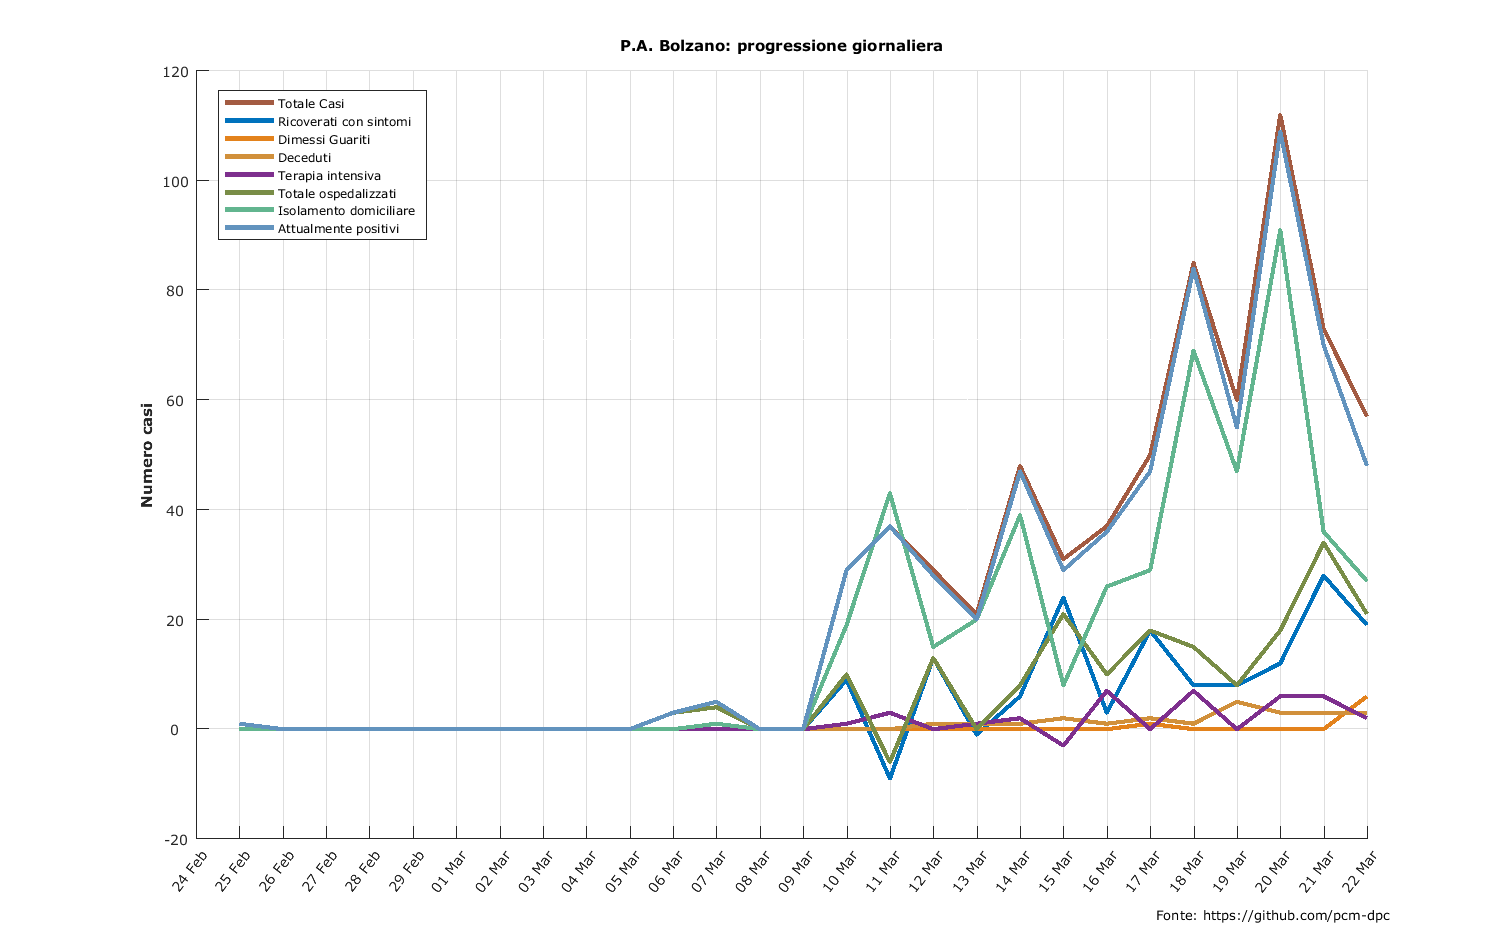 P.A. Bolzano: progressione giornaliera
120
100
80
60
40
20
0
-20
Numero casi
Totale Casi
Ricoverati con sintomi
Dimessi Guariti
Deceduti
Terapia intensiva
Totale ospedalizzati
Isolamento domiciliare
Attualmente positivi
24 Feb
25 Feb
26 Feb
27 Feb
28 Feb
29 Feb
01 Mar
02 Mar
03 Mar
04 Mar
05 Mar
06 Mar
07 Mar
08 Mar
09 Mar
10 Mar
11 Mar
12 Mar
13 Mar
14 Mar
15 Mar
16 Mar
17 Mar
18 Mar
19 Mar
20 Mar
21 Mar
22 Mar
Fonte: https://github.com/pcm-dpc